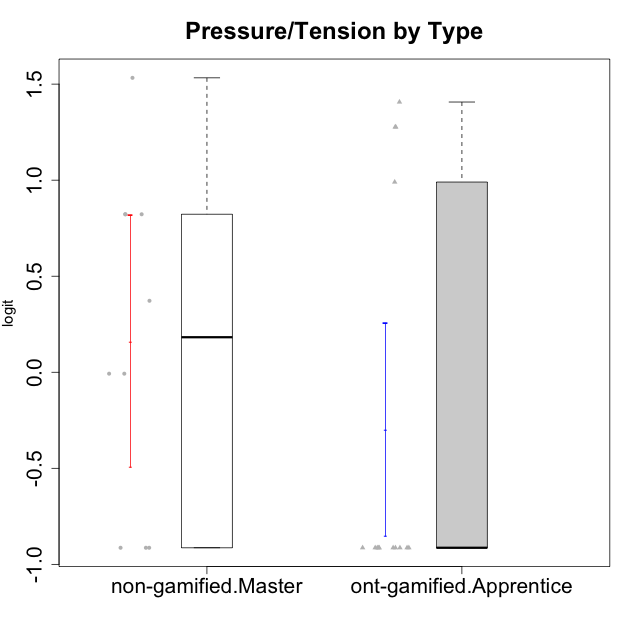 Pressure/Tension by Type
logit
1.5
1.0
0.5
0.0
-0.5
-1.0
non-gamified.Master
ont-gamified.Apprentice